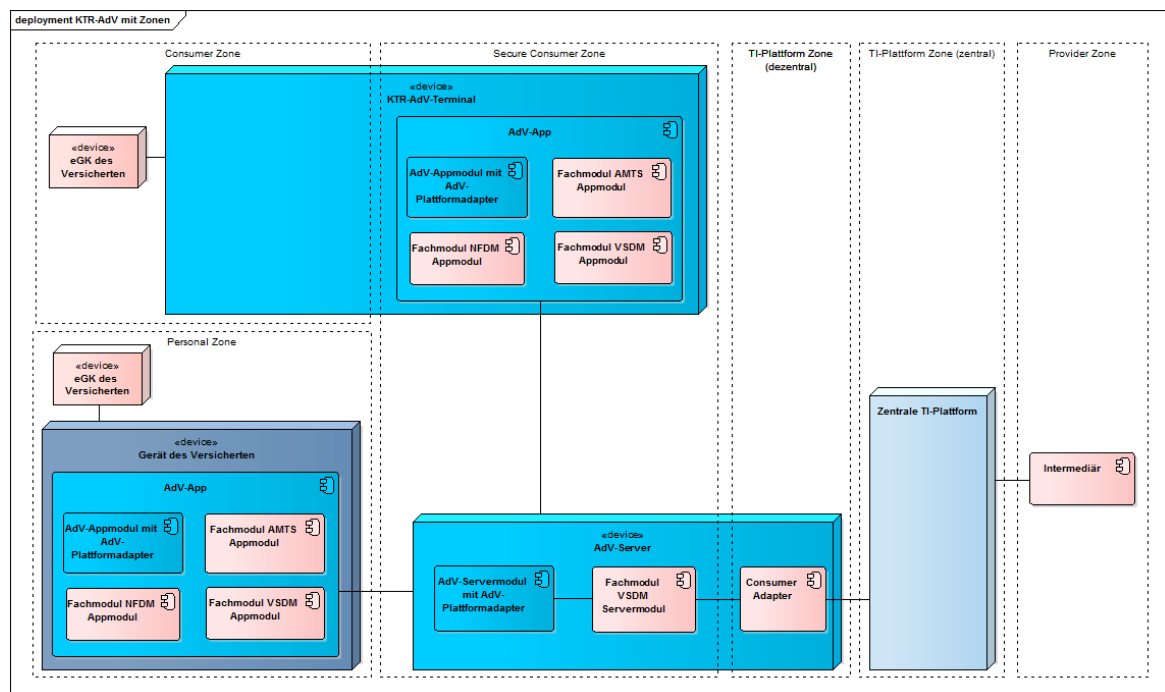 deployment KTR-AdV mit Zonen
Consumer Zone
Secure Consumer Zone
TI-Plattform Zone
(dezentral)
TI-Plattform Zone (zentral)
Provider Zone
«device»
KTR-AdV-Terminal
AdV-App
«device»
eGK des
Versicherten
AdV-Appmodul mit
AdV-
Plattformadapter
Fachmodul AMTS
Appmodul
Fachmodul NFDM
Appmodul
Fachmodul VSDM
Appmodul
Personal Zone
«device»
eGK des
Versicherten
«device»
Gerät des Versicherten
AdV-App
AdV-Appmodul mit
AdV-
Plattformadapter
Fachmodul AMTS
Appmodul
Fachmodul NFDM
Appmodul
Fachmodul VSDM
Appmodul
«device»
AdV-Server
AdV-Servermodul
mit AdV-
Plattformadapter
Fachmodul
VSDM
Servermodul
Consumer
Adapter
Zentrale TI-Plattform
Intermediär